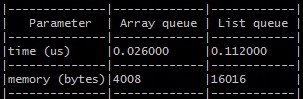 |---------------|-------------|------------|
|   Parameter   | Array queue | List queue |
|---------------|-------------|------------|
|time (us)      |0.026000     |0.112000    |
|---------------|-------------|------------|
|memory (bytes)|4008         |16016       |
|---------------|-------------|------------|